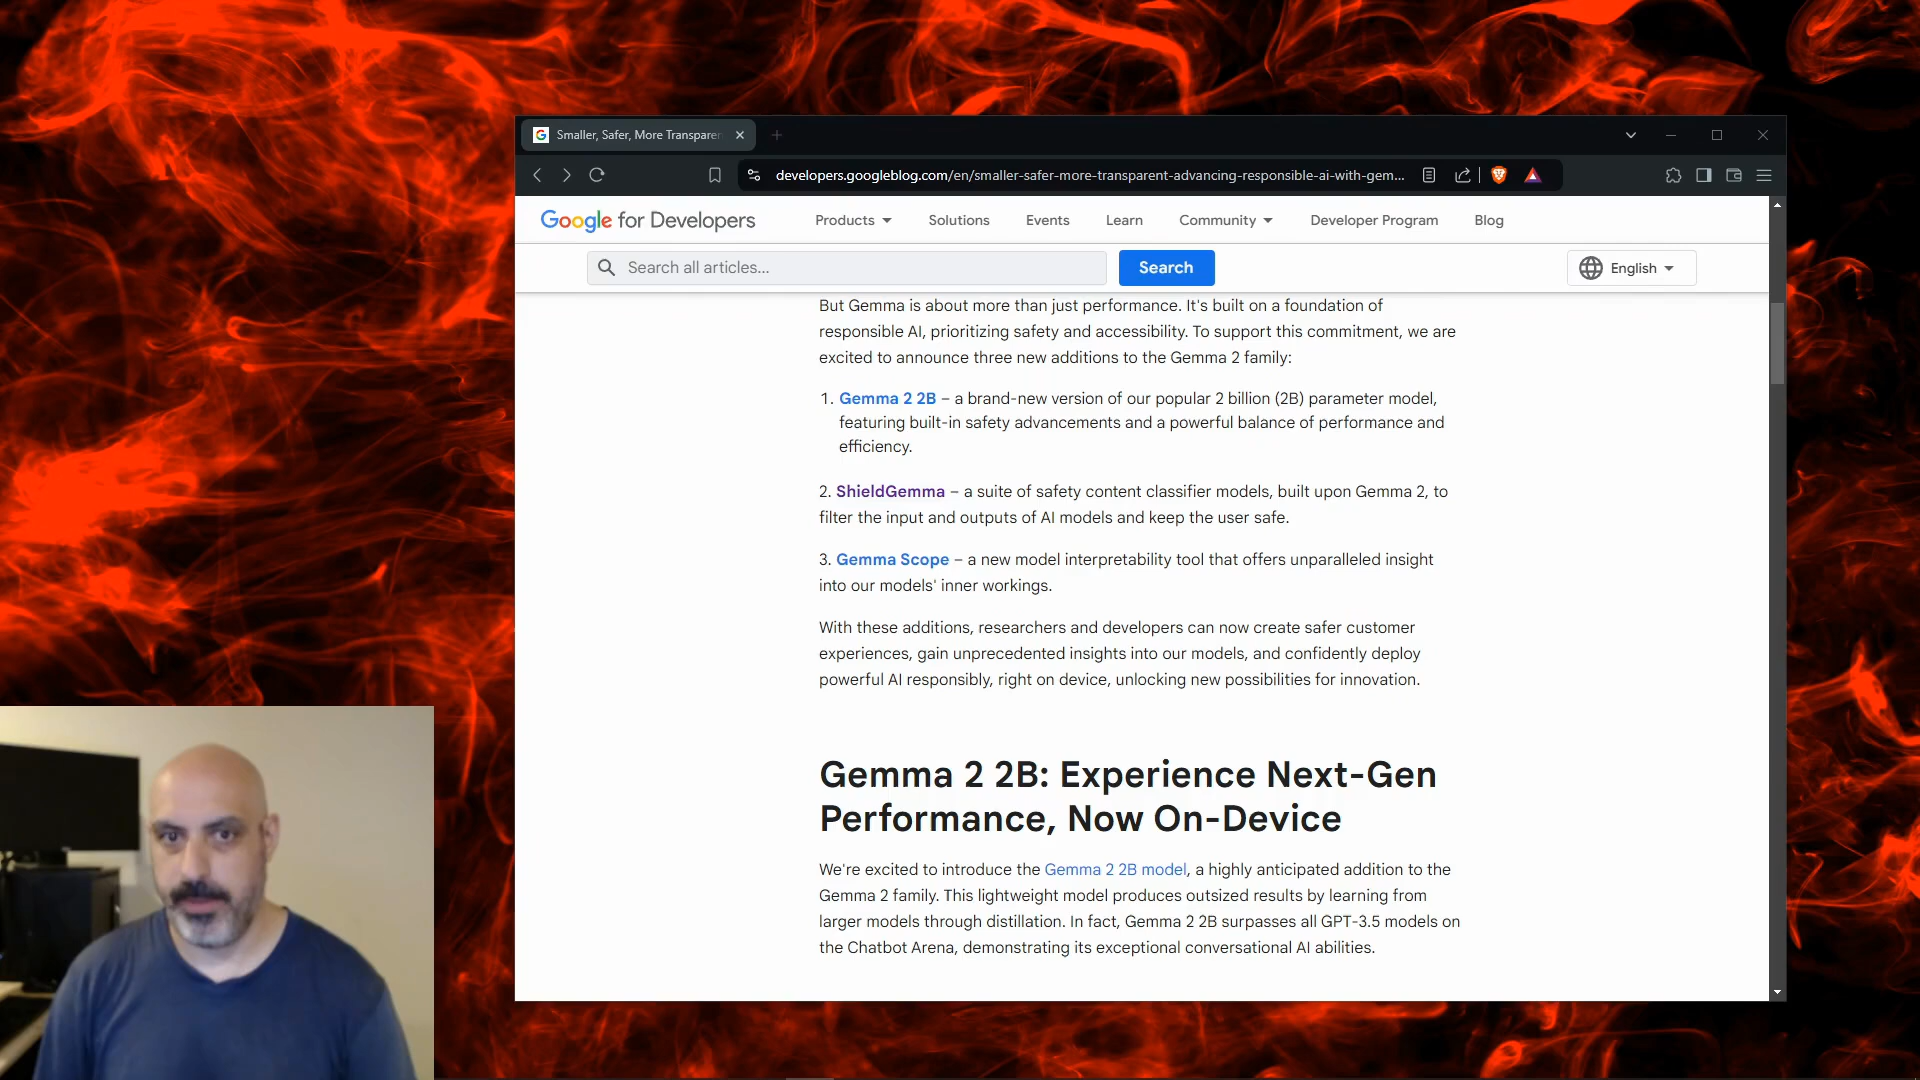 Smaller, Safer, More Transparen
developers.googleblog.com/en/smaller-safer-more-transparent-advancing-responsible-ai-with-gem...
Google for Developers
Products
Solutions
Events
Learn
Community
Developer Program
Blog
Search all articles...
Search
English
But Gemma is about more than just performance. It's built on a foundation of
responsible AI, prioritizing safety and accessibility. To support this commitment, we are
excited to announce three new additions to the Gemma 2 family:
1. Gemma 2 2B – a brand-new version of our popular 2 billion (2B) parameter model,
featuring built-in safety advancements and a powerful balance of performance and
efficiency.
2. ShieldGemma – a suite of safety content classifier models, built upon Gemma 2, to
filter the input and outputs of AI models and keep the user safe.
3. Gemma Scope – a new model interpretability tool that offers unparalleled insight
into our models' inner workings.
With these additions, researchers and developers can now create safer customer
experiences, gain unprecedented insights into our models, and confidently deploy
powerful AI responsibly, right on device, unlocking new possibilities for innovation.
Gemma 2 2B: Experience Next-Gen
Performance, Now On-Device
We're excited to introduce the Gemma 2 2B model, a highly anticipated addition to the
Gemma 2 family. This lightweight model produces outsized results by learning from
larger models through distillation. In fact, Gemma 2 2B surpasses all GPT-3.5 models on
the Chatbot Arena, demonstrating its exceptional conversational AI abilities.